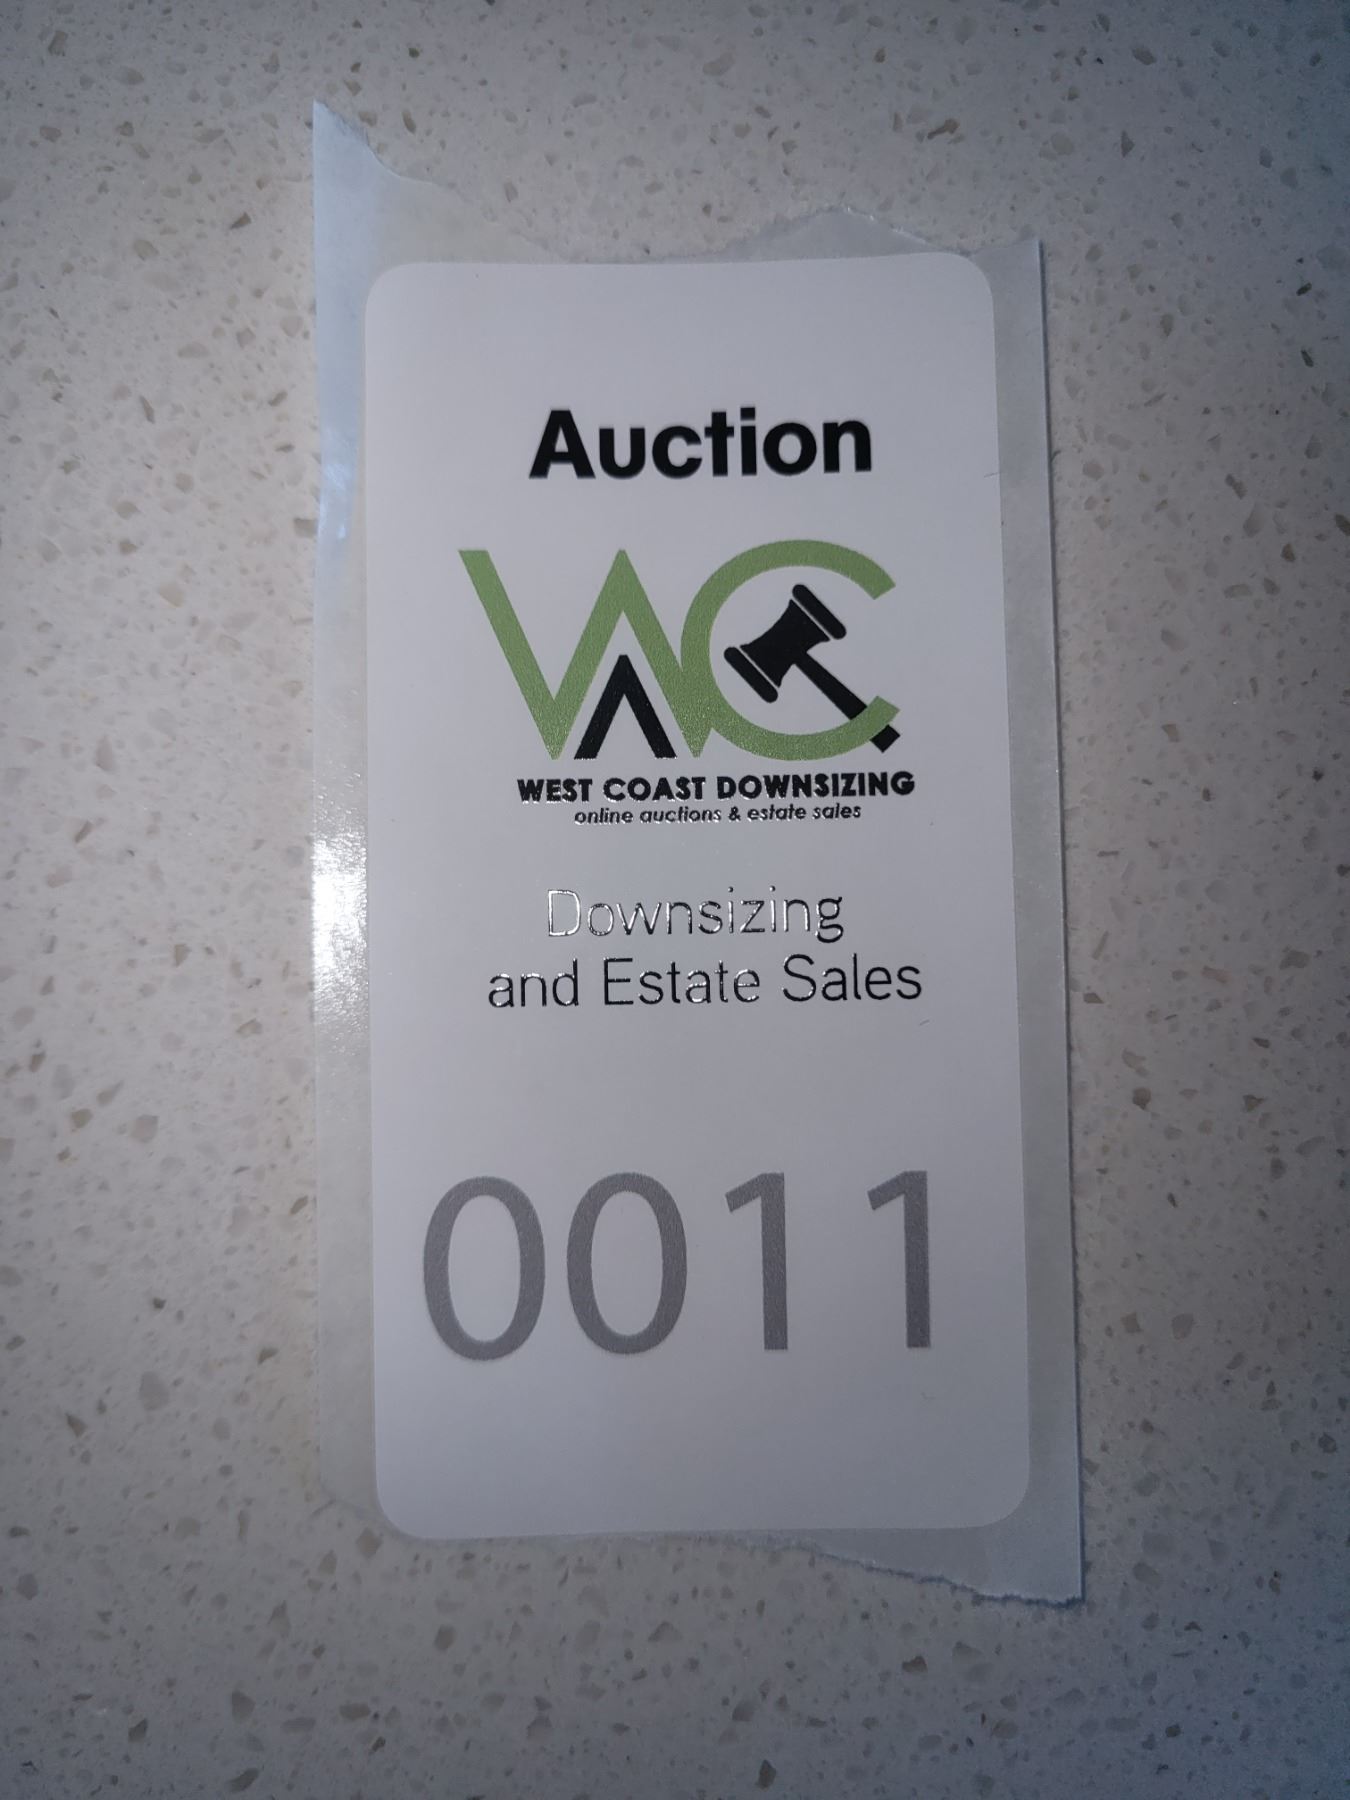 Auction
WC
WEST COAST DOWNSIZING
online auctions & estate sales
Downsizing
and Estate Sales
0011